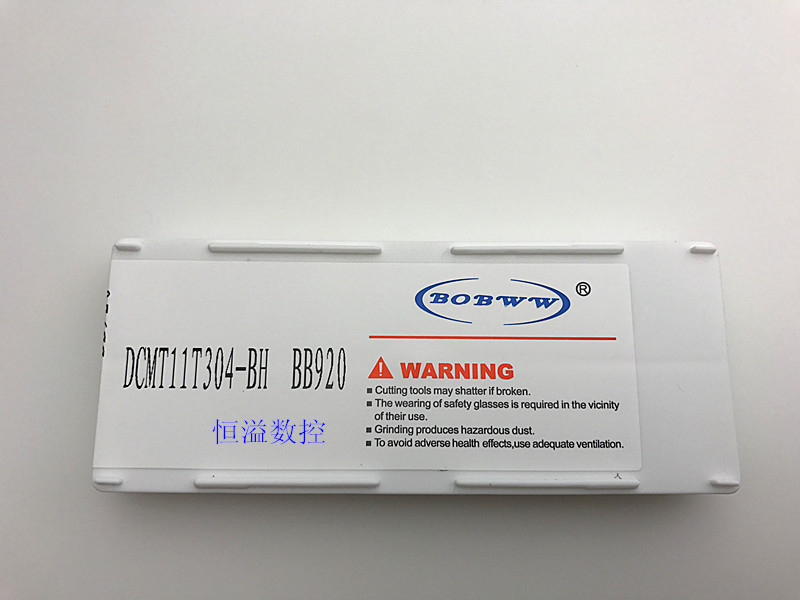 BOBWW ®
DCMT11T304-BH BB920
WARNING
■ Cutting tools may shatter if broken.
■ The wearing of safety glasses is required in the vicinity
of their use.
■ Grinding produces hazardous dust.
■ To avoid adverse health effects,use adequate ventilation.
恒溢数控